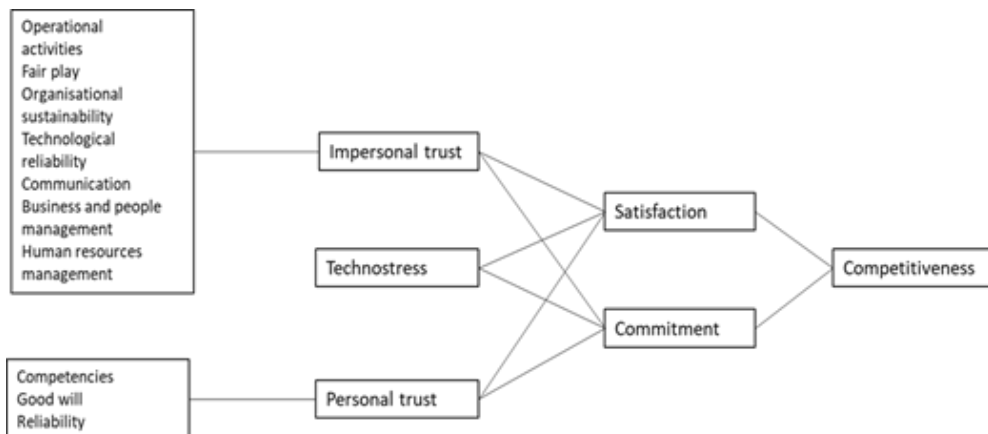 Operational
activities
Fair play
Organisational
sustainability
Technological
reliability
Communication
Business and people
management
Human resources
management
Impersonal trust
Technostress
Satisfaction
Commitment
Competitiveness
Competencies
Good will
Reliability
Personal trust